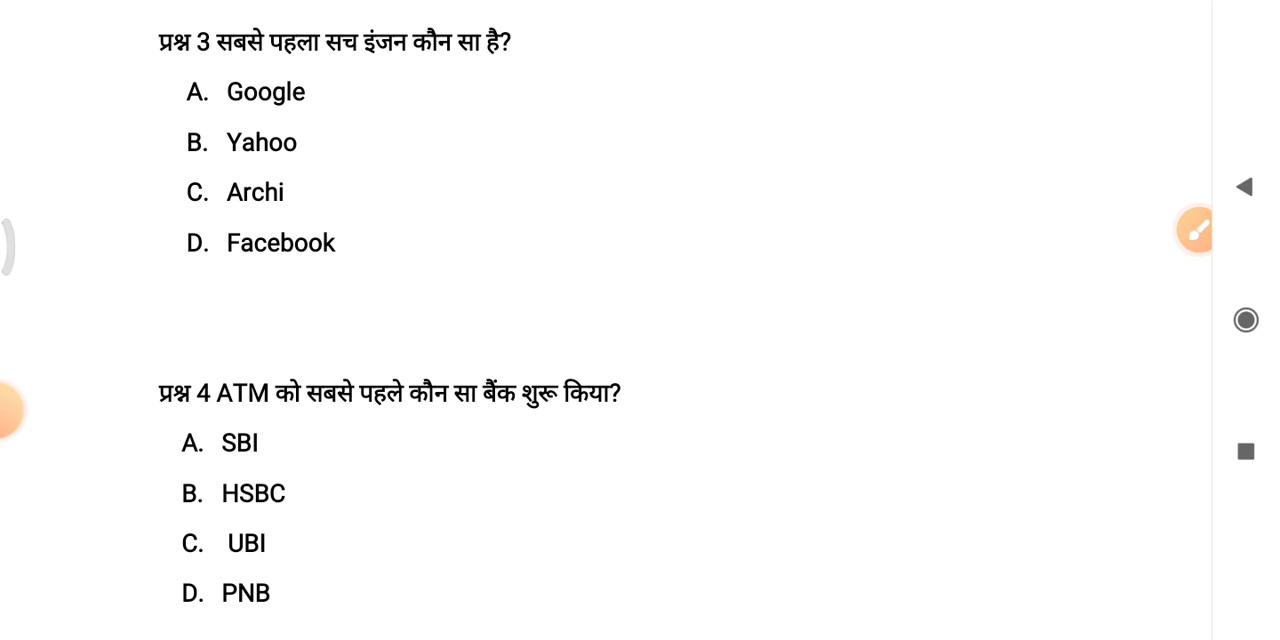 प्रश्न 3 सबसे पहला सच इंजन कौन सा है?
A. Google
B. Yahoo
C. Archi
D. Facebook
प्रश्न 4 ATM को सबसे पहले कौन सा बैंक शुरू किया?
A. SBI
B. HSBC
C. UBI
D. PNB